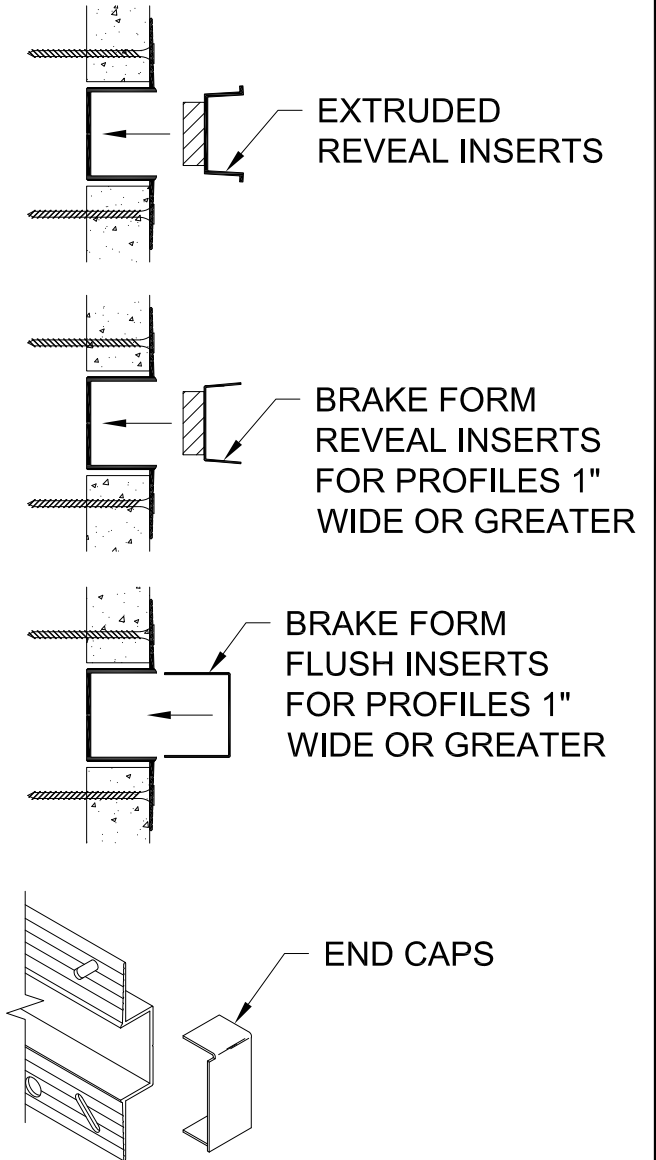 EXTRUDED
REVEAL INSERTS
BRAKE FORM
REVEAL INSERTS
FOR PROFILES 1"
WIDE OR GREATER
BRAKE FORM
FLUSH INSERTS
FOR PROFILES 1"
WIDE OR GREATER
END CAPS